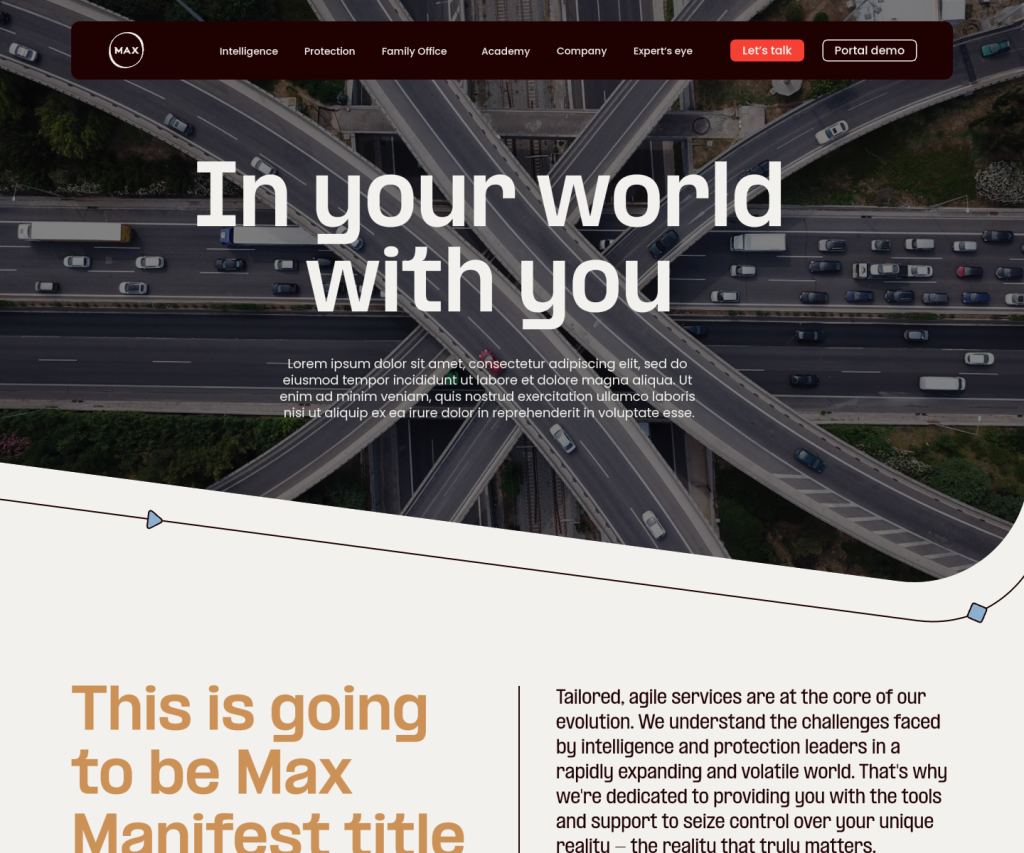 MAX
Intelligence
Protection
Family Office
Academy
Company
Expert's eye
Let's talk
Portal demo
In your world
with you
Lorem ipsum dolor sit amet, consectetur adipiscing elit, sed do
eiusmod tempor incididunt ut labore et dolore magna aliqua. Ut
enim ad minim veniam, quis nostrud exercitation ullamco laboris
nisi ut aliquip ex ea irure dolor in reprehenderit in voluptate esse.
This is going
to be Max
Manifest title
Tailored, agile services are at the core of our
evolution. We understand the challenges faced
by intelligence and protection leaders in a
rapidly expanding and volatile world. That's why
we're dedicated to providing you with the tools
and support to seize control over your unique
reality – the reality that truly matters.